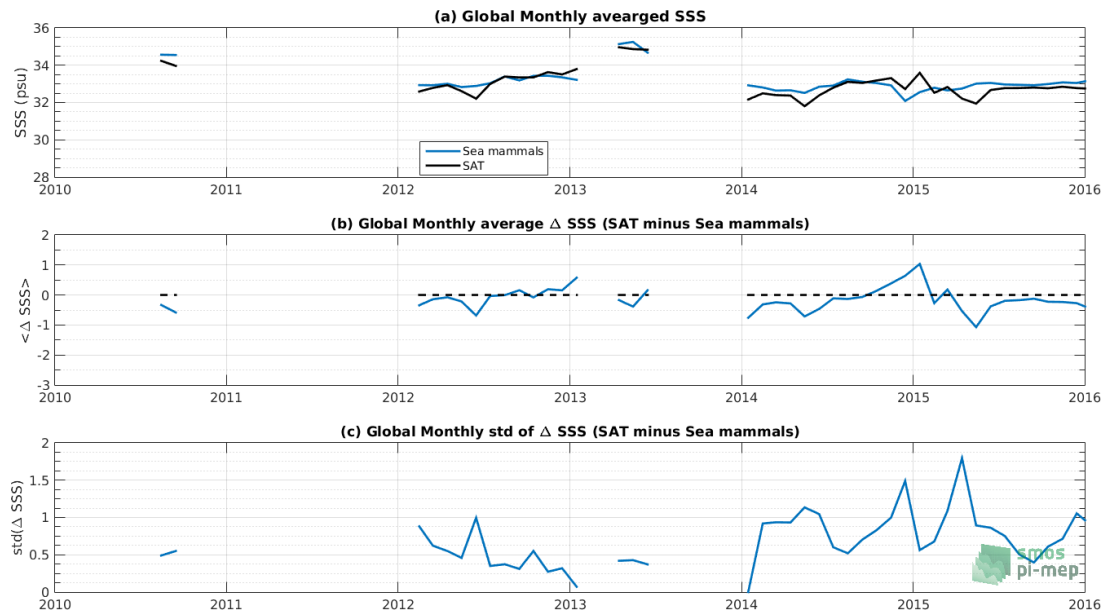 (a) Global Monthly avearged SSS
36
34
32
30
28
SSS (psu)
Sea mammals
SAT
2010 2011 2012 2013 2014 2015 2016
(b) Global Monthly average Δ SSS (SAT minus Sea mammals)
2
1
0
-1
-2
-3
<Δ SSS>
2010 2011 2012 2013 2014 2015 2016
(c) Global Monthly std of Δ SSS (SAT minus Sea mammals)
2
1.5
1
0.5
0
std(Δ SSS)
smos
pi-mep
2010 2011 2012 2013 2014 2015 2016